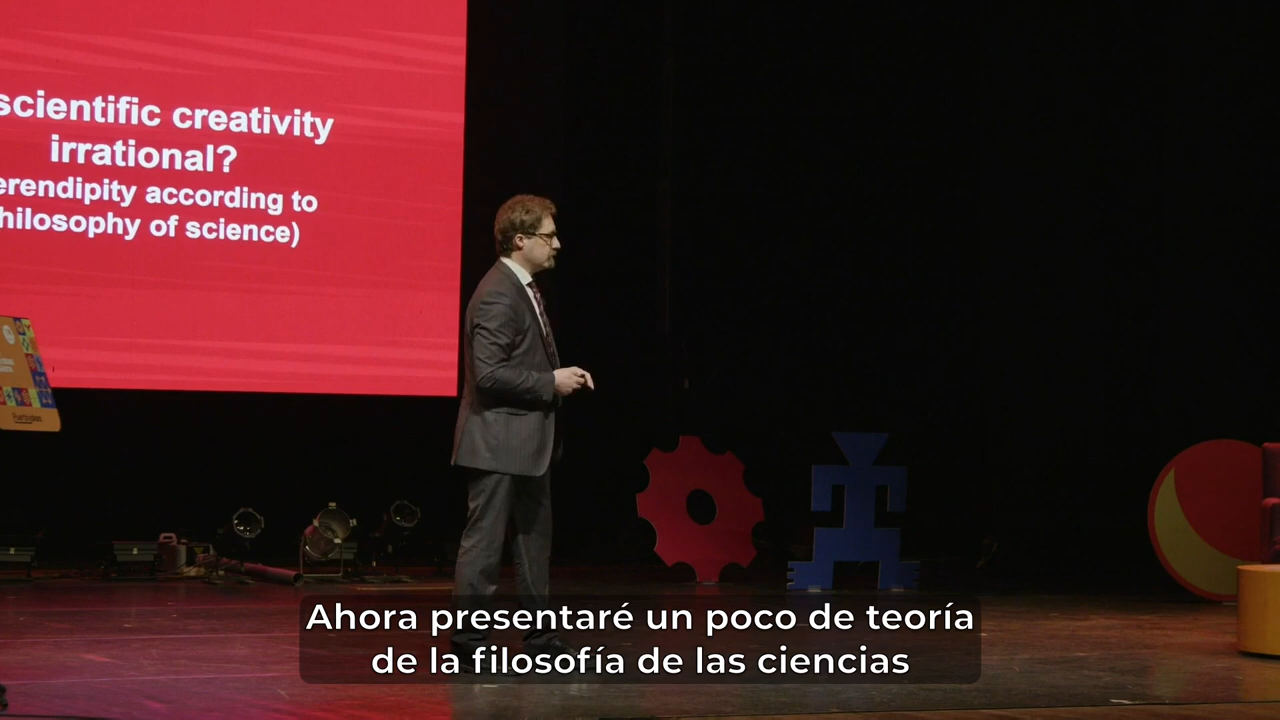 scientific creativity
irrational?
erendipity according to
hilosophy of science)
Ahora presentaré un poco de teoría
de la filosofía de las ciencias